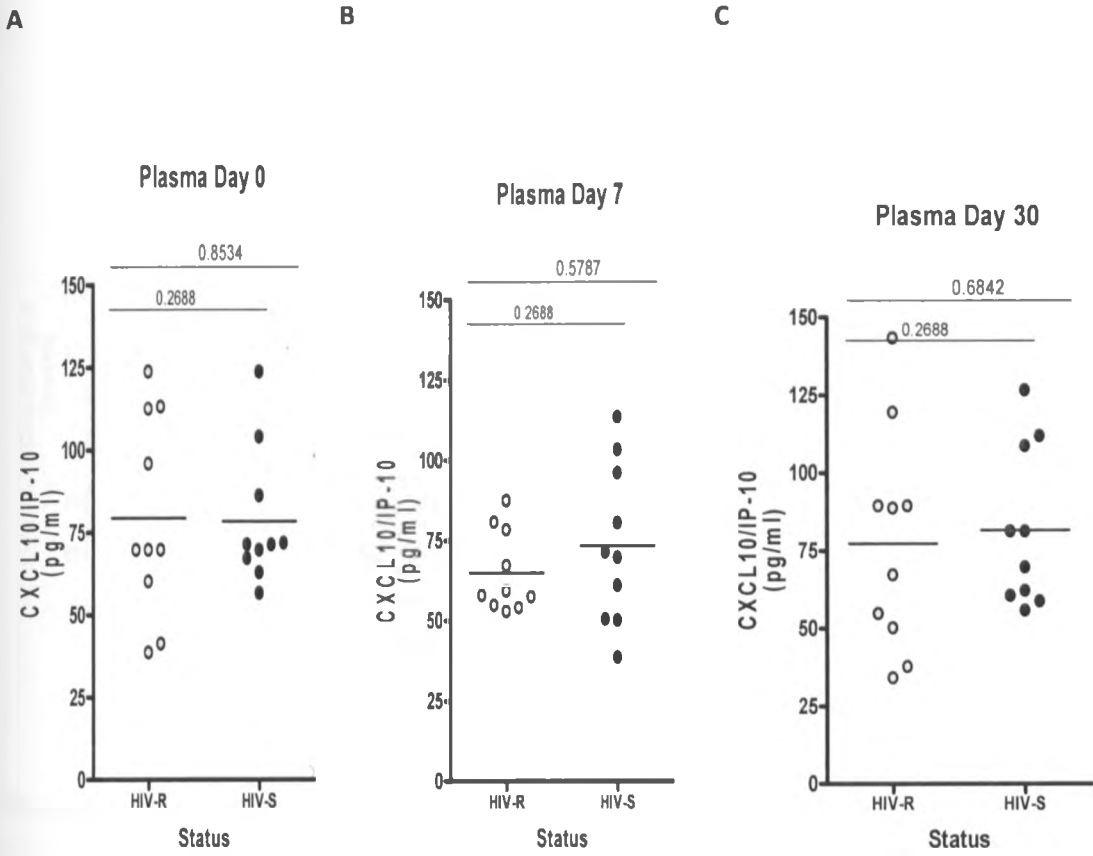 A
B
C
Plasma Day 0
0.8534
0.2688
150
125
100
75
50
25
0
CXCL10/IP-10
(pg/ml)
HIV-R
HIV-S
Status
Plasma Day 7
0.5787
0 2688
150
125
100
75
50
25
0
CXCL10/IP-10
(pg/ml)
HIV-R
HIV-S
Status
Plasma Day 30
0.6842
0.2688
150
125
100
75
50
25
0
CXCL10/IP-10
(pg/ml)
HIV-R
HIV-S
Status